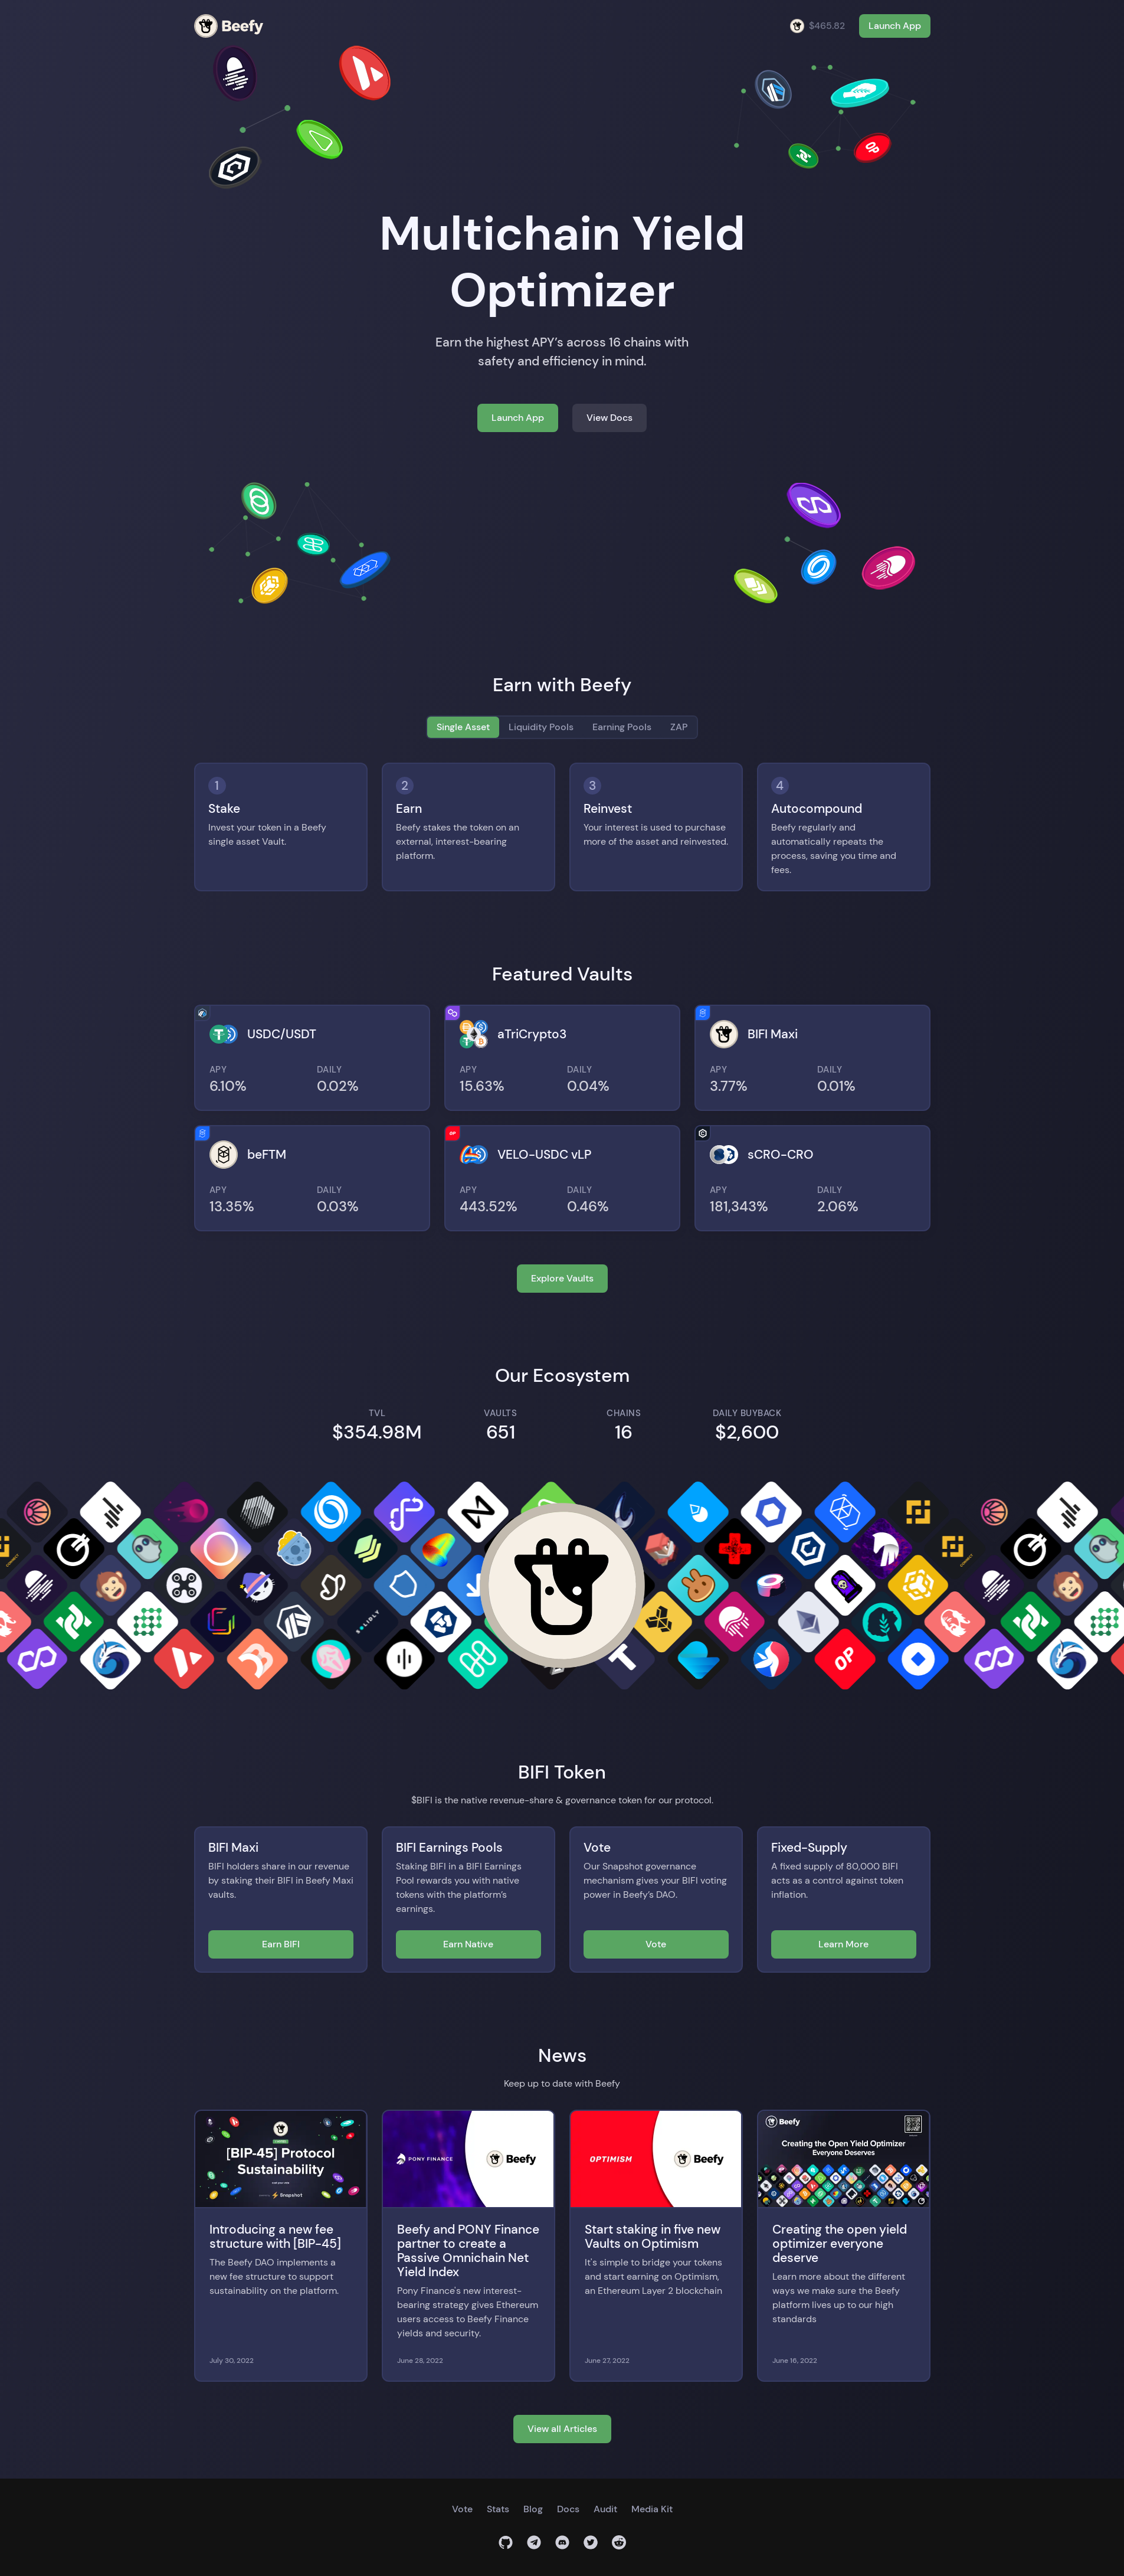 Beefy
$465.82
Launch App
Multichain Yield
Optimizer
Earn the highest APY's across 16 chains with
safety and efficiency in mind.
Launch App
View Docs
Earn with Beefy
Single Asset
Liquidity Pools
Earning Pools
ZAP
1
Stake
Invest your token in a Beefy
single asset Vault.
2
Earn
Beefy stakes the token on an
external, interest-bearing
platform.
3
Reinvest
Your interest is used to purchase
more of the asset and reinvested.
4
Autocompound
Beefy regularly and
automatically repeats the
process, saving you time and
fees.
Featured Vaults
USDC/USDT
APY
DAILY
6.10%
0.02%
aTriCrypto3
APY
DAILY
15.63%
0.04%
BIFI Maxi
APY
DAILY
3.77%
0.01%
beFTM
APY
DAILY
13.35%
0.03%
OP
VELO-USDC vLP
APY
DAILY
443.52%
0.46%
sCRO-CRO
APY
DAILY
181,343%
2.06%
Explore Vaults
Our Ecosystem
TVL
$354.98M
VAULTS
651
CHAINS
16
DAILY BUYBACK
$2,600
SOLIDLY
OP
BIFI Token
$BIFI is the native revenue-share & governance token for our protocol.
BIFI Maxi
BIFI holders share in our revenue
by staking their BIFI in Beefy Maxi
vaults.
Earn BIFI
BIFI Earnings Pools
Staking BIFI in a BIFI Earnings
Pool rewards you with native
tokens with the platform's
earnings.
Earn Native
Vote
Our Snapshot governance
mechanism gives your BIFI voting
power in Beefy's DAO.
Vote
Fixed-Supply
A fixed supply of 80,000 BIFI
acts as a control against token
inflation.
Learn More
News
Keep up to date with Beefy
[BIP-45] Protocol
Sustainability
Snapshot
Introducing a new fee
structure with [BIP-45]
The Beefy DAO implements a
new fee structure to support
sustainability on the platform.
July 30, 2022
PONY FINANCE
Beefy
Beefy and PONY Finance
partner to create a
Passive Omnichain Net
Yield Index
Pony Finance's new interest-
bearing strategy gives Ethereum
users access to Beefy Finance
yields and security.
June 28, 2022
OPTIMISM
Beefy
Start staking in five new
Vaults on Optimism
It's simple to bridge your tokens
and start earning on Optimism,
an Ethereum Layer 2 blockchain
June 27, 2022
Beefy
Creating the Open Yield Optimizer
Everyone Deserves
Creating the open yield
optimizer everyone
deserve
Learn more about the different
ways we make sure the Beefy
platform lives up to our high
standards
June 16, 2022
View all Articles
Vote
Stats
Blog
Docs
Audit
Media Kit